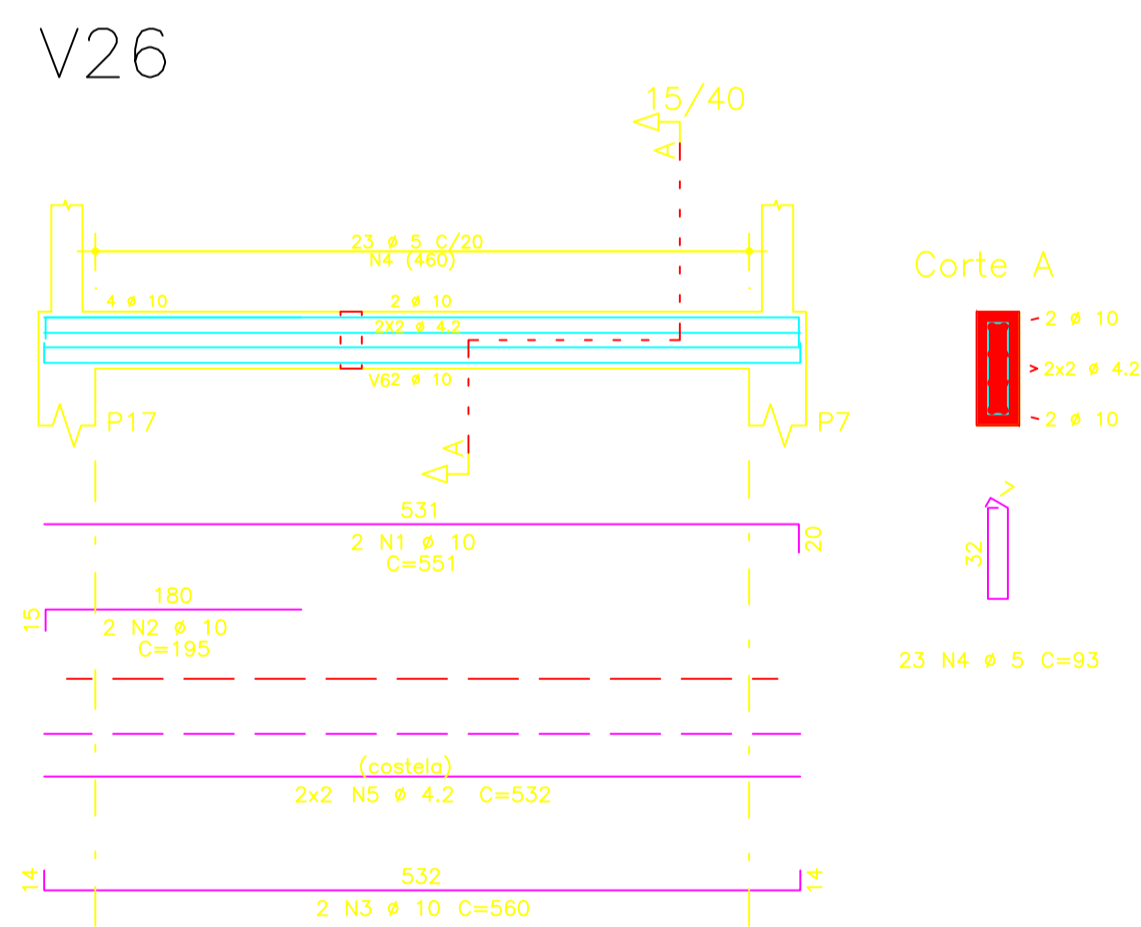 V26
15/40
A
23 ø 5 C/20
N4 (460)
4 ø 10
2 ø 10
2X2 ø 4.2
V62 ø 10
P17
P7
A
Corte A
2 ø 10
2x2 ø 4.2
2 ø 10
531
2 N1 ø 10
C=551
20
32
180
15
2 N2 ø 10
C=195
23 N4 ø 5 C=93
(costela)
2x2 N5 ø 4.2 C=532
14
532
14
2 N3 ø 10 C=560